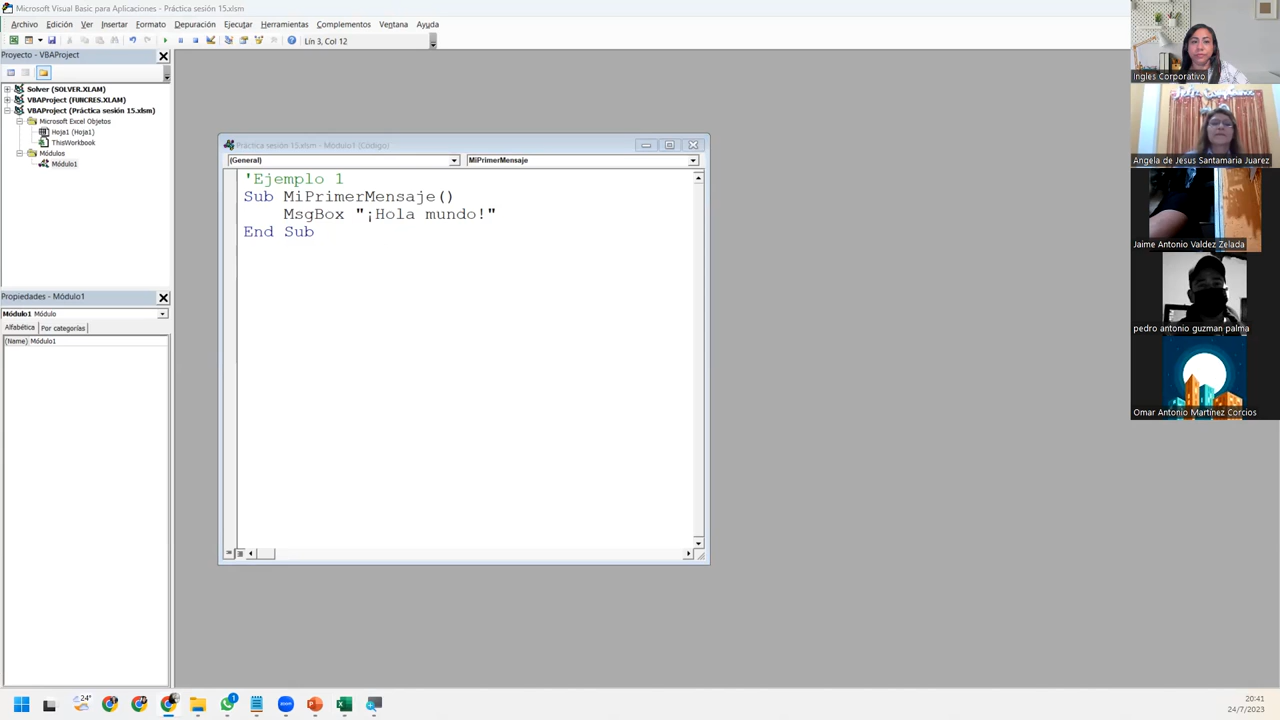 Microsoft Visual Basic para Aplicaciones - Práctica sesión 15.xlsm
Archivo Edición Ver Insertar Formato Depuración Ejecutar Herramientas Complementos Ventana Ayuda
Lín 3, Col 12
Proyecto - VBAProject
Solver (SOLVER.XLAM)
VBAProject (FUNCRES.XLAM)
VBAProject (Práctica sesión 15.xlsm)
Microsoft Excel Objetos
Hoja1 (Hoja1)
ThisWorkbook
Módulos
Módulo1
Propiedades - Módulo1
Módulo1 Módulo
Alfabética Por categorías
(Name) Módulo1
Práctica sesión 15.xlsm - Módulo1 (Código)
(General) MiPrimerMensaje
'Ejemplo 1
Sub MiPrimerMensaje()
MsgBox "¡Hola mundo!"
End Sub
Ingles Corporativo
Angela de Jesus Santamaria Juarez
Jaime Antonio Valdez Zelada
pedro antonio guzman palma
Omar Antonio Martínez Corcios
24°
1
zoom
20:41
24/7/2023